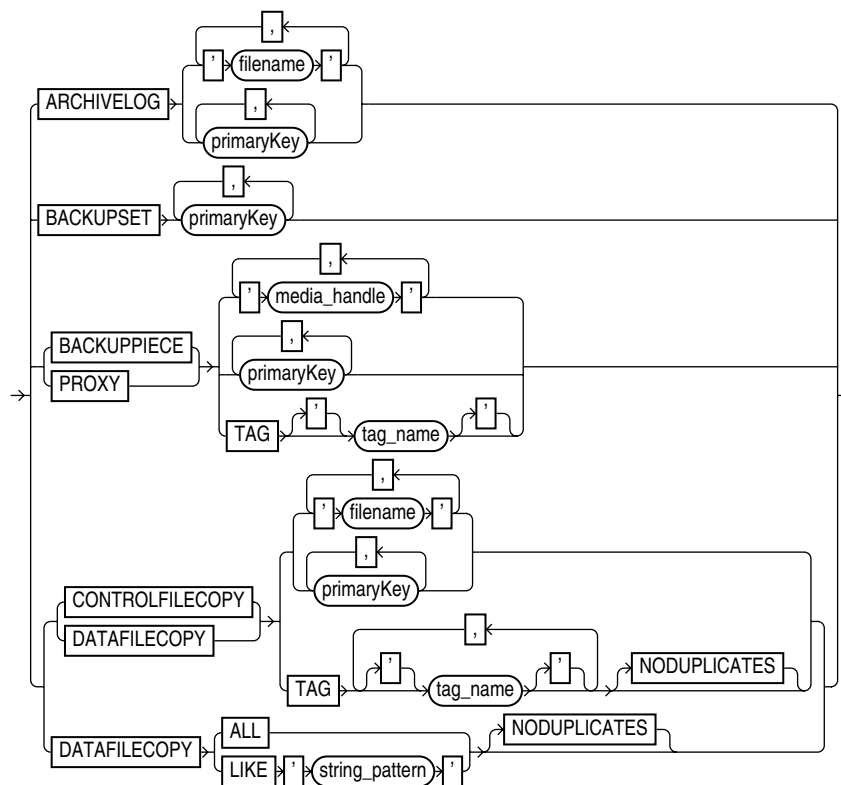 ,
' filename '
ARCHIVELOG
,
primaryKey
,
BACKUPSET primaryKey
,
' media_handle '
BACKUPPIECE
,
PROXY
primaryKey
' '
TAG tag_name
,
' filename '
,
CONTROLFILECOPY
primaryKey
DATAFILECOPY
,
' ' NODUPLICATES
TAG tag_name
ALL NODUPLICATES
DATAFILECOPY
LIKE ' string_pattern '